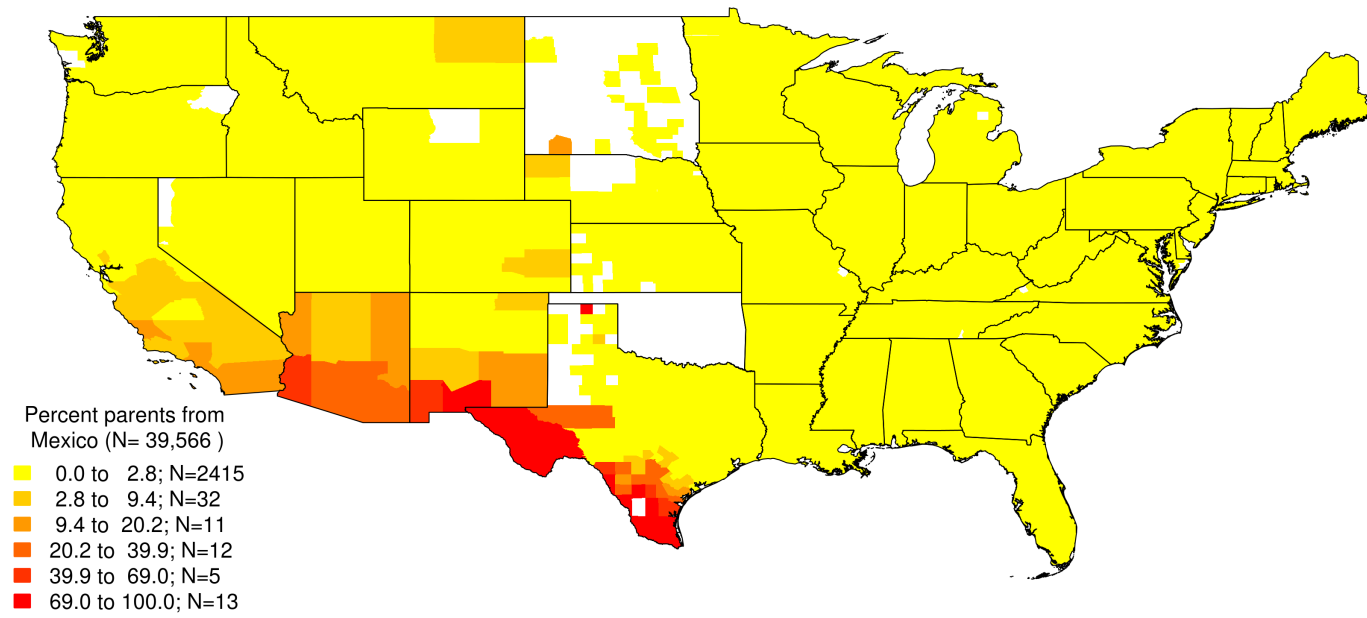 Percent parents from
Mexico (N= 39,566 )
0.0 to 2.8; N=2415
2.8 to 9.4; N=32
9.4 to 20.2; N=11
20.2 to 39.9; N=12
39.9 to 69.0; N=5
69.0 to 100.0; N=13